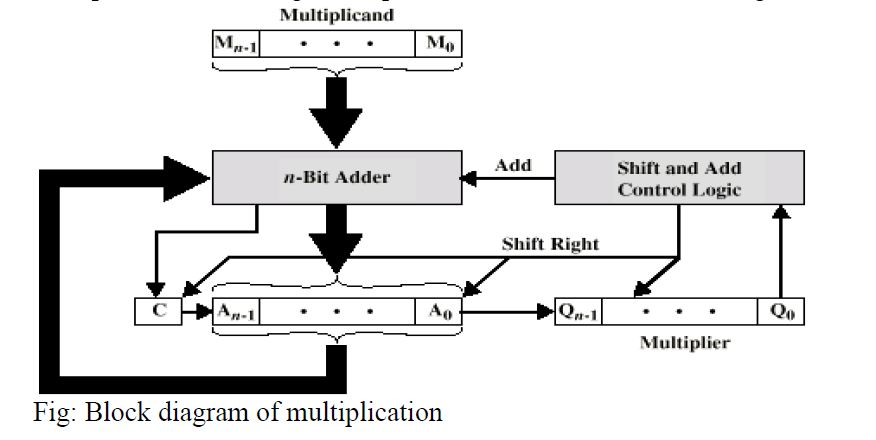 Multiplicand
Mn-1 • • • M0
n-Bit Adder
Add
Shift and Add
Control Logic
Shift Right
C
An-1 • • • A0
Qn-1 • • • Q0
Multiplier
Fig: Block diagram of multiplication